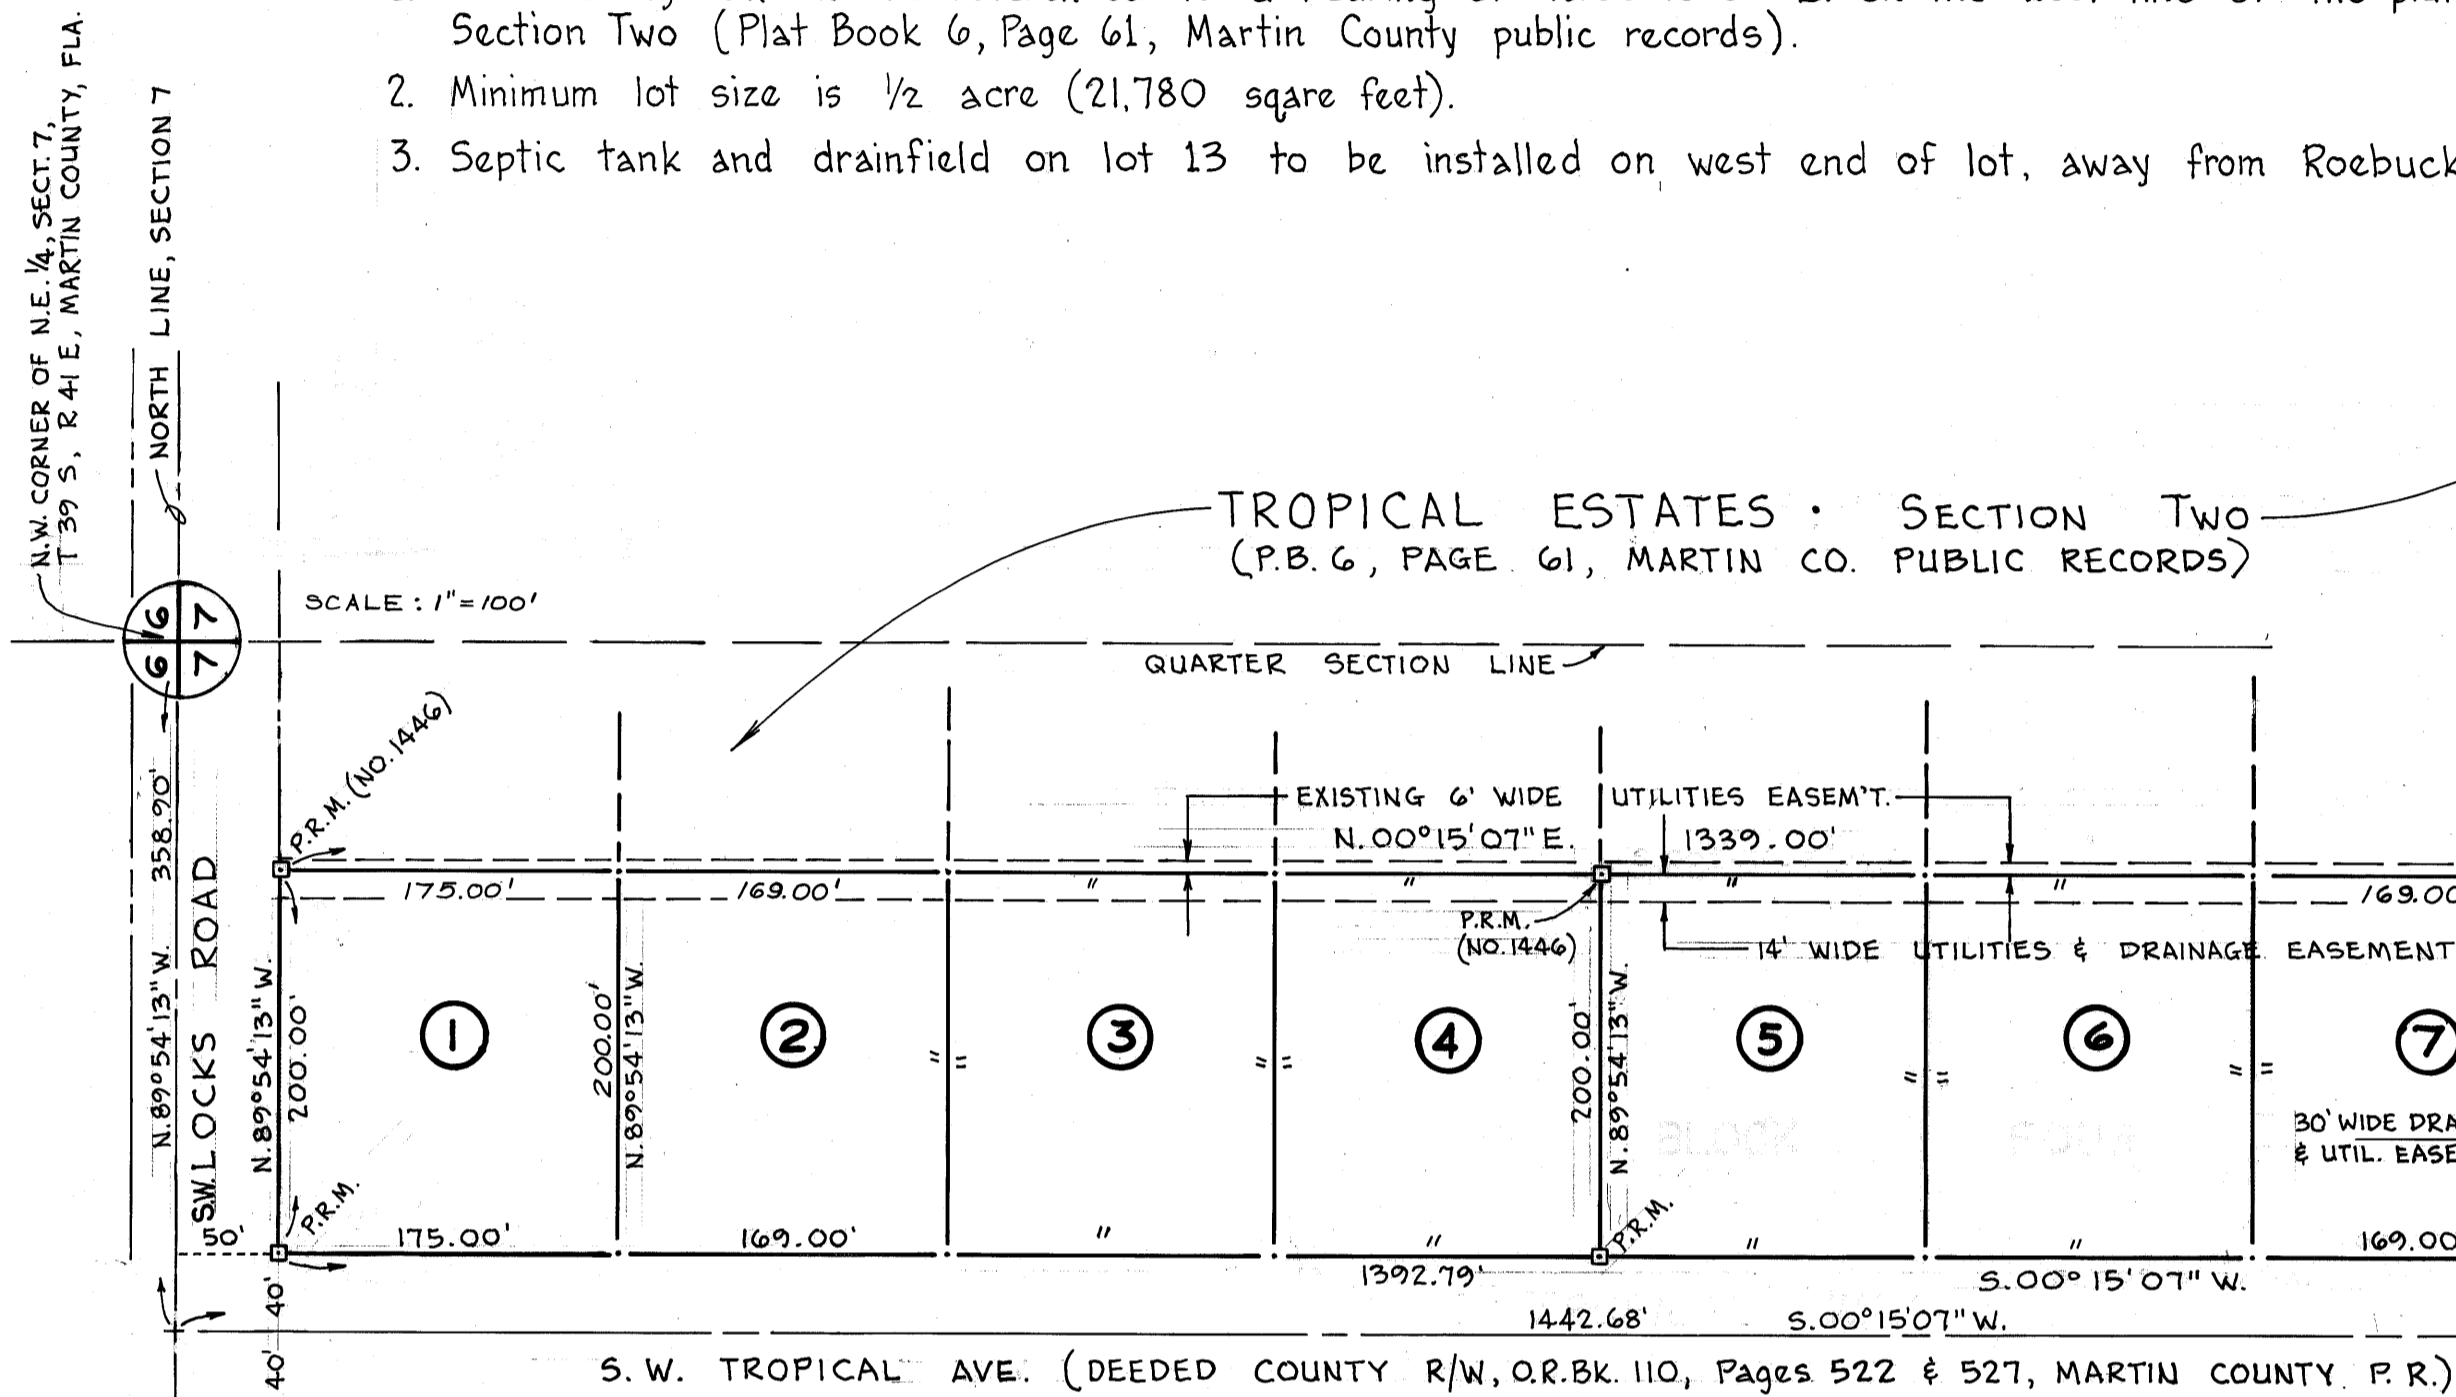 Section Two (Plat Book 6, Page 61, Martin County public records).
2. Minimum lot size is 1/2 acre (21,780 sqare feet).
3. Septic tank and drainfield on lot 13 to be installed on west end of lot, away from Roebuck
N.W. CORNER OF N.E. 1/4, SECT. 7,
T 39 S, R 41 E, MARTIN COUNTY, FLA.
NORTH LINE, SECTION 7
TROPICAL ESTATES · SECTION TWO
(P.B. 6, PAGE 61, MARTIN CO. PUBLIC RECORDS)
SCALE: 1"=100'
6 7
6 7
QUARTER SECTION LINE
N.89°54'13"W. 358.90'
S.W. LOCKS ROAD
P.R.M. (NO. 1446)
EXISTING 6' WIDE UTILITIES EASEM'T.
N.00°15'07"E. 1339.00'
175.00' 169.00' " " " " 169.00
P.R.M.
(NO. 1446)
14' WIDE UTILITIES & DRAINAGE EASEMENT
N.89°54'13"W.
200.00'
1
200.00'
N.89°54'13"W.
2
" "
3
" "
4
200.00'
N.89°54'13"W.
5
" "
6
" "
7
30' WIDE DRA
& UTIL. EASE
P.R.M.
P.R.M.
50'
175.00' 169.00' " " " " 169.00
40'
40'
1392.79' S.00°15'07"W.
1442.68' S.00°15'07"W.
S.W. TROPICAL AVE. (DEEDED COUNTY R/W, O.R.BK. 110, Pages 522 & 527, MARTIN COUNTY P.R.)